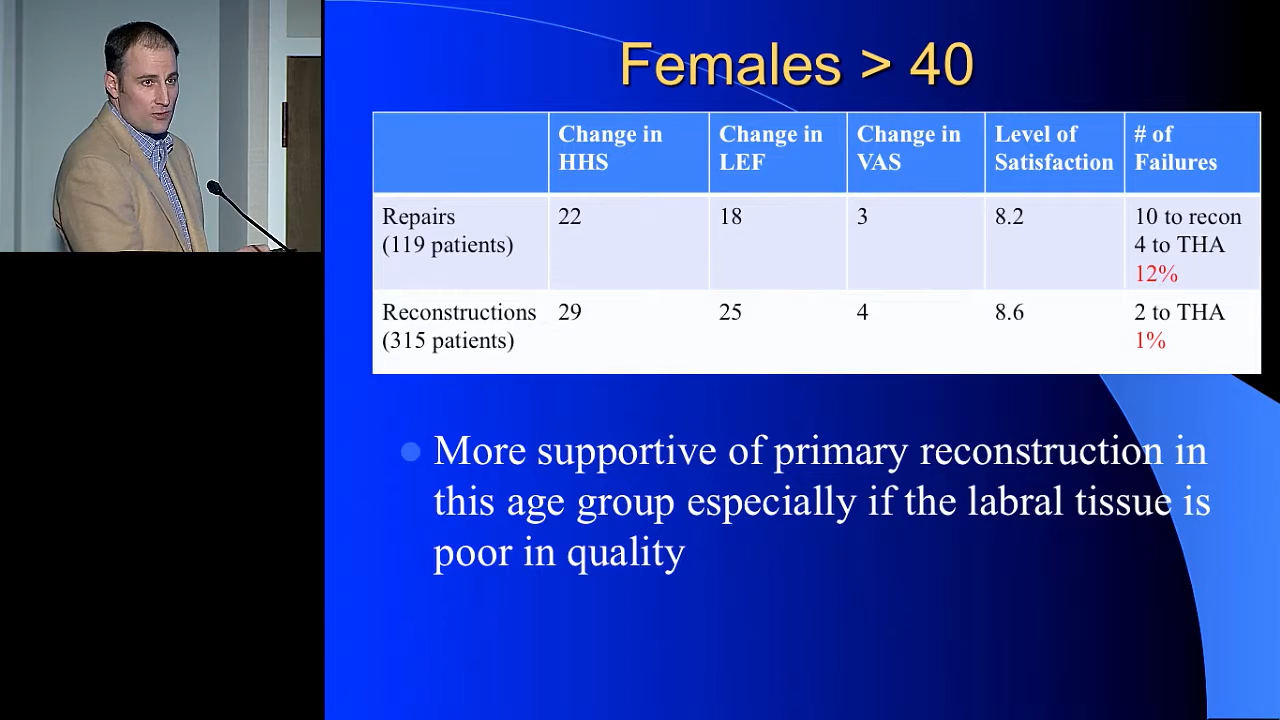 Females > 40
Change in HHS
Change in LEF
Change in VAS
Level of Satisfaction
# of Failures
Repairs (119 patients)
22
18
3
8.2
10 to recon
4 to THA
12%
Reconstructions (315 patients)
29
25
4
8.6
2 to THA
1%
More supportive of primary reconstruction in
this age group especially if the labral tissue is
poor in quality